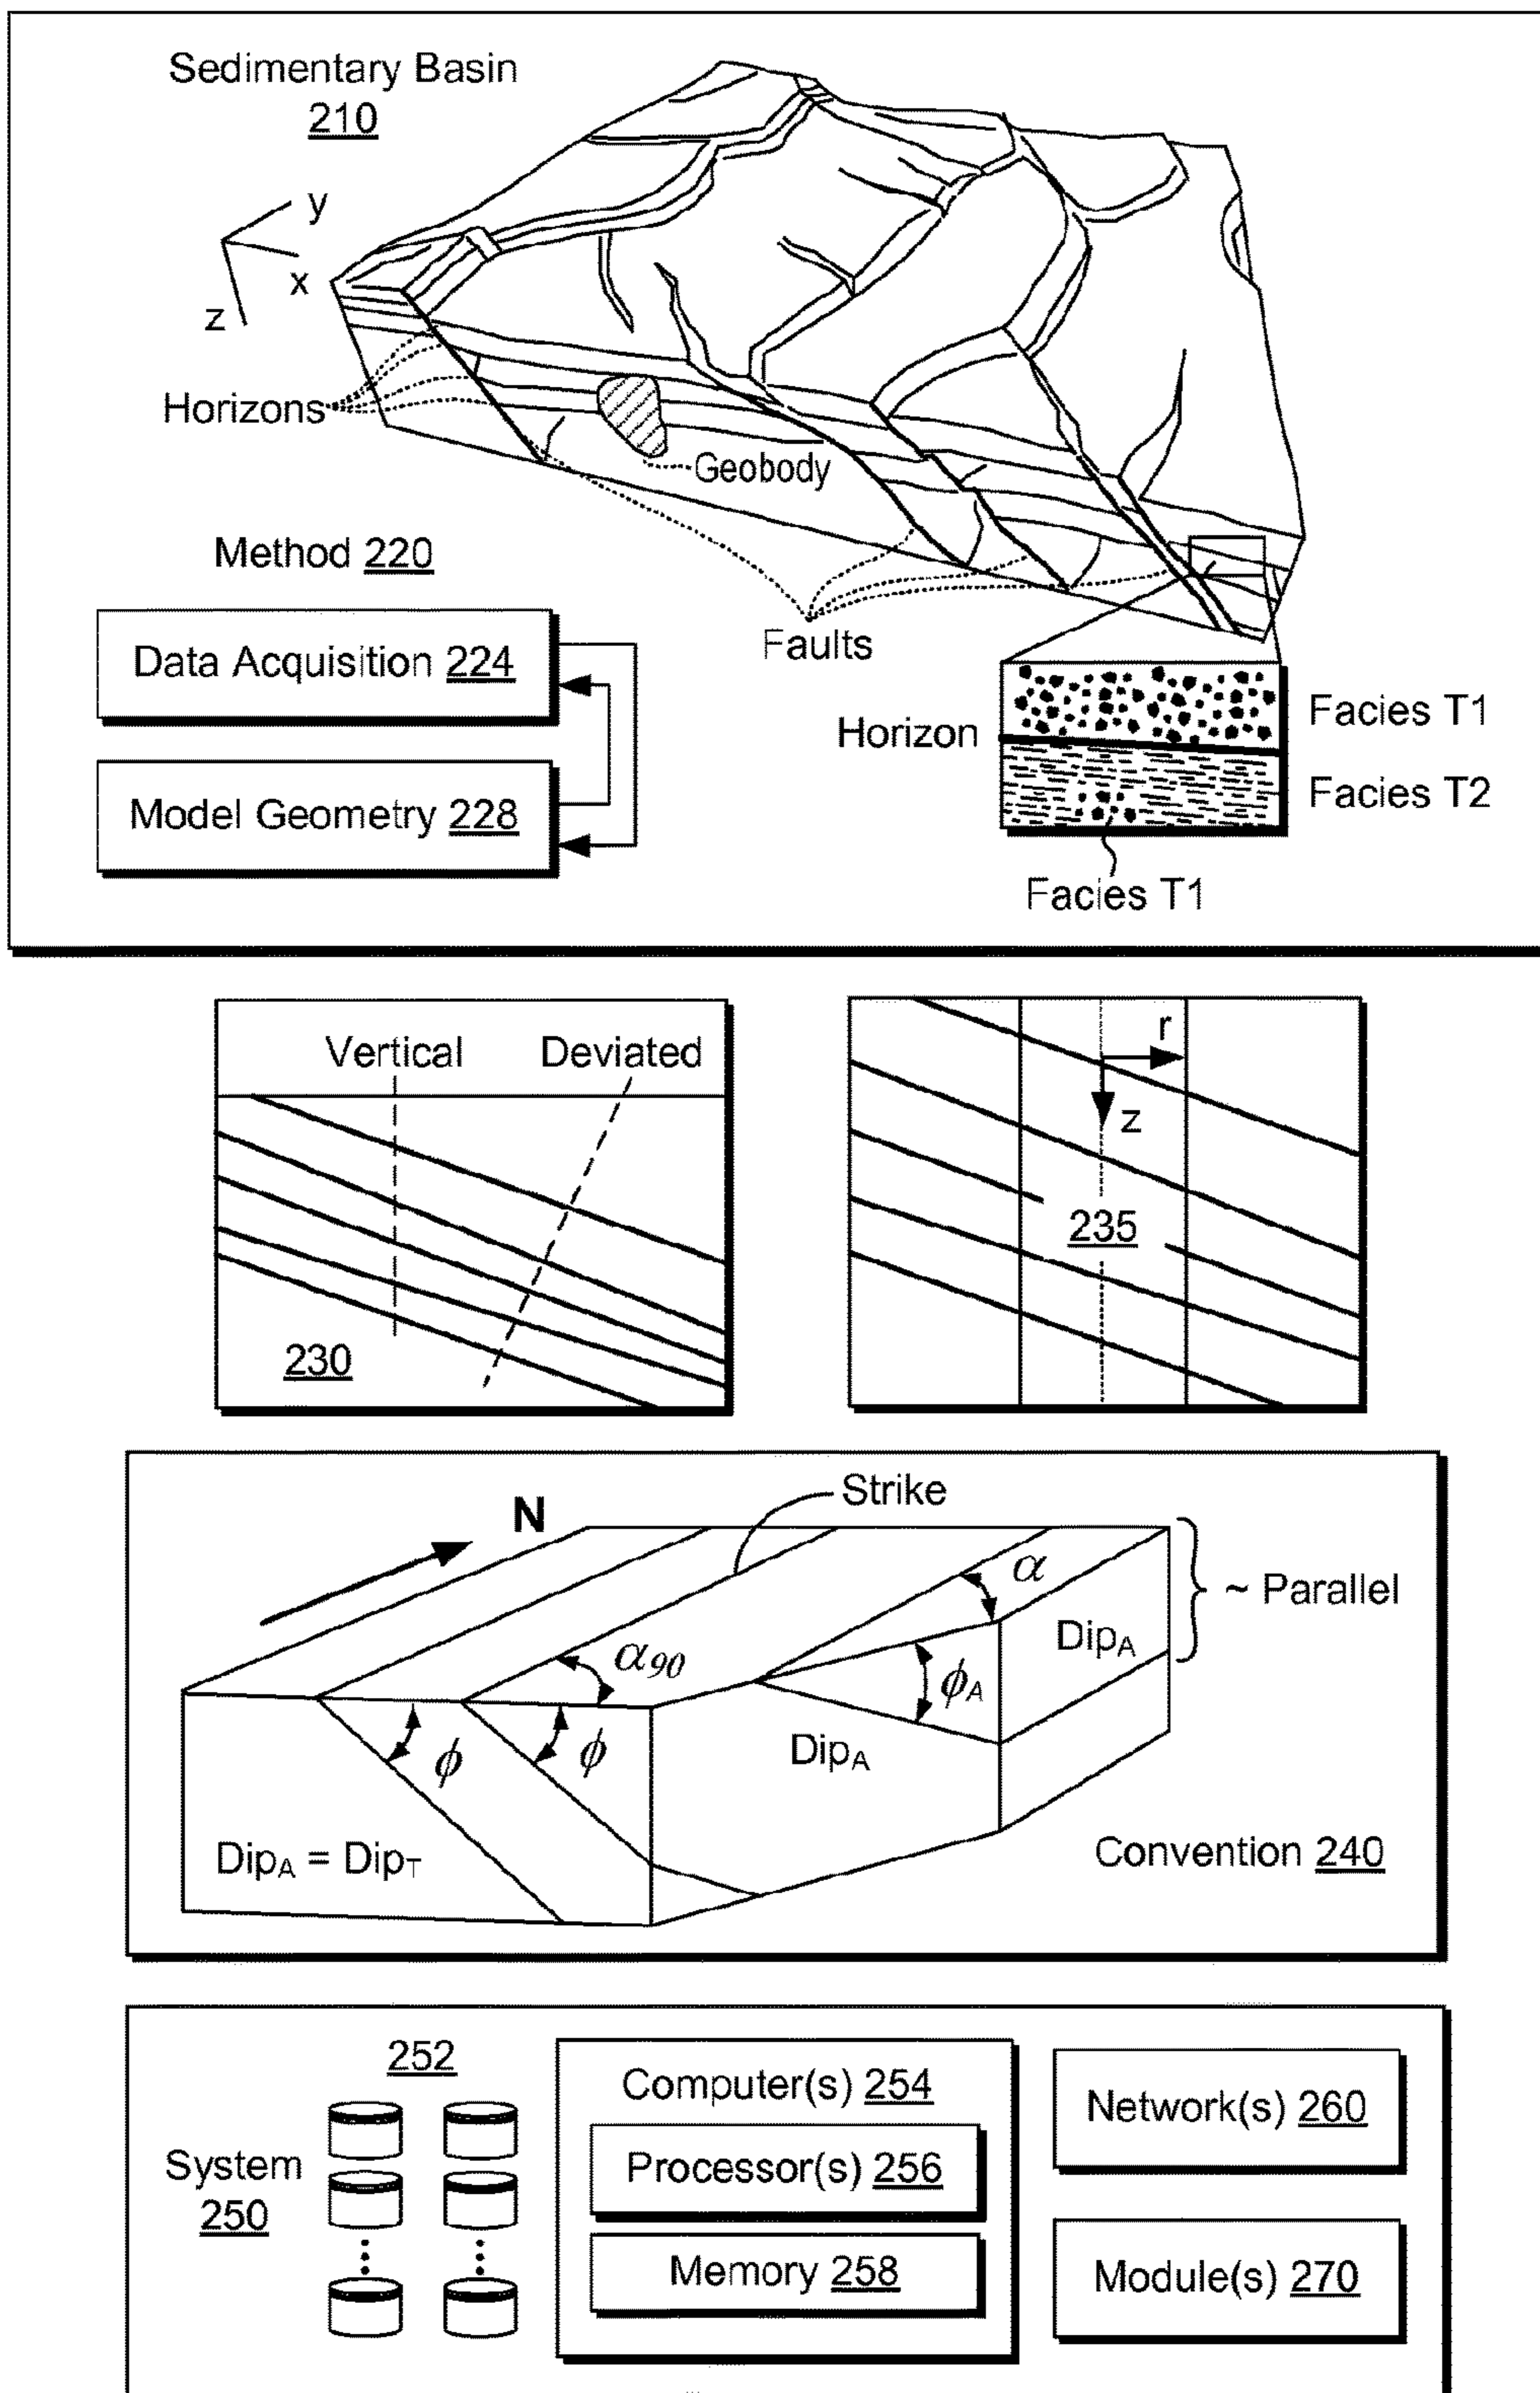 Sedimentary Basin
210
y
x
z
Horizons
Geobody
Method 220
Faults
Data Acquisition 224
Model Geometry 228
Horizon
Facies T1
Facies T2
Facies T1
Vertical
Deviated
230
r
z
235
N
Strike
α
~ Parallel
DipA
α90
ϕA
ϕ
ϕ
DipA
DipA = DipT
Convention 240
252
System
250
Computer(s) 254
Processor(s) 256
Memory 258
Network(s) 260
Module(s) 270